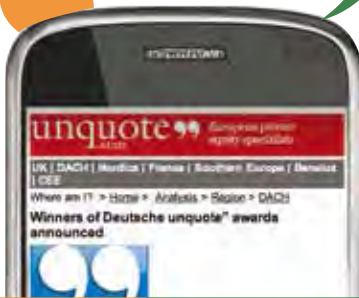 unquote”
European private
equity specialists
UK | DACH | Nordics | France | Southern Europe | Benelux
| CEE
Where am I? > Home > Analysis > Region > DACH
Winners of Deutsche unquote" awards
announced